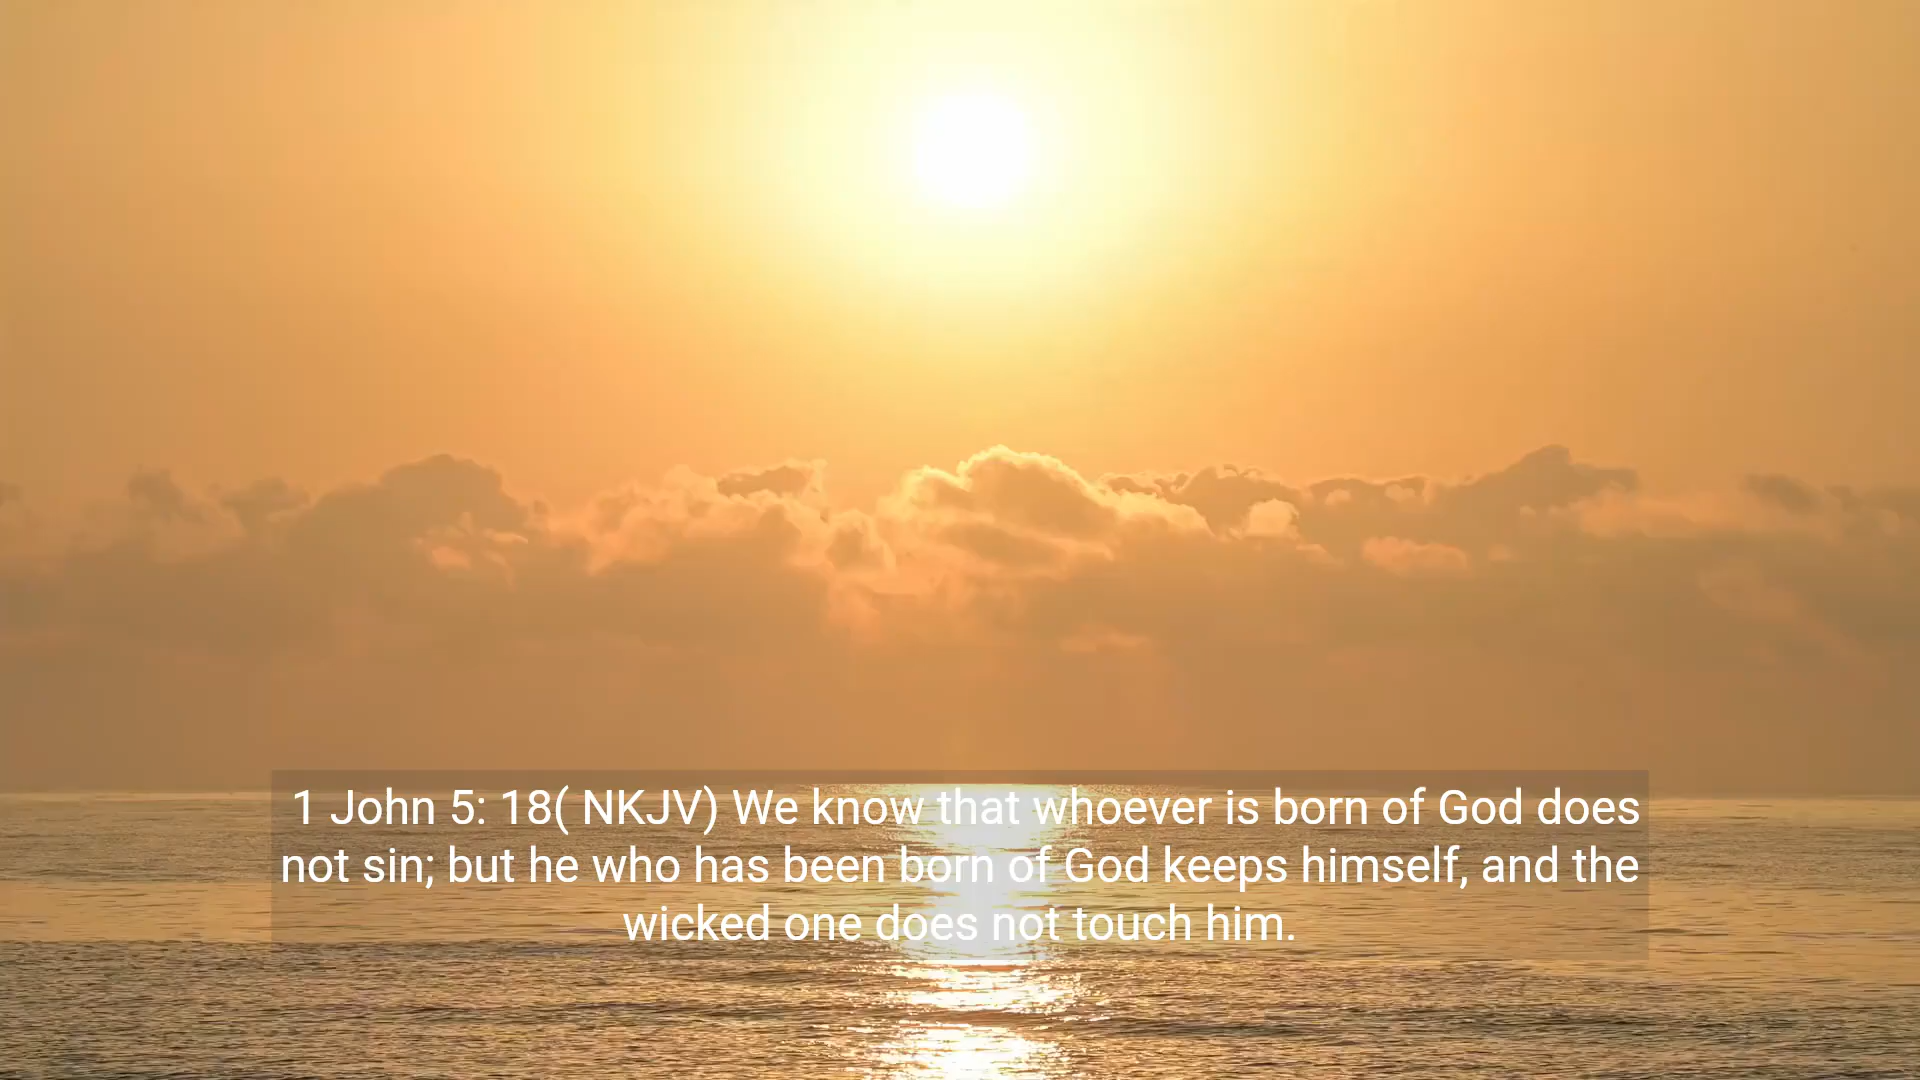 1 John 5: 18( NKJV) We know that whoever is born of God does
not sin; but he who has been born of God keeps himself, and the
wicked one does not touch him.